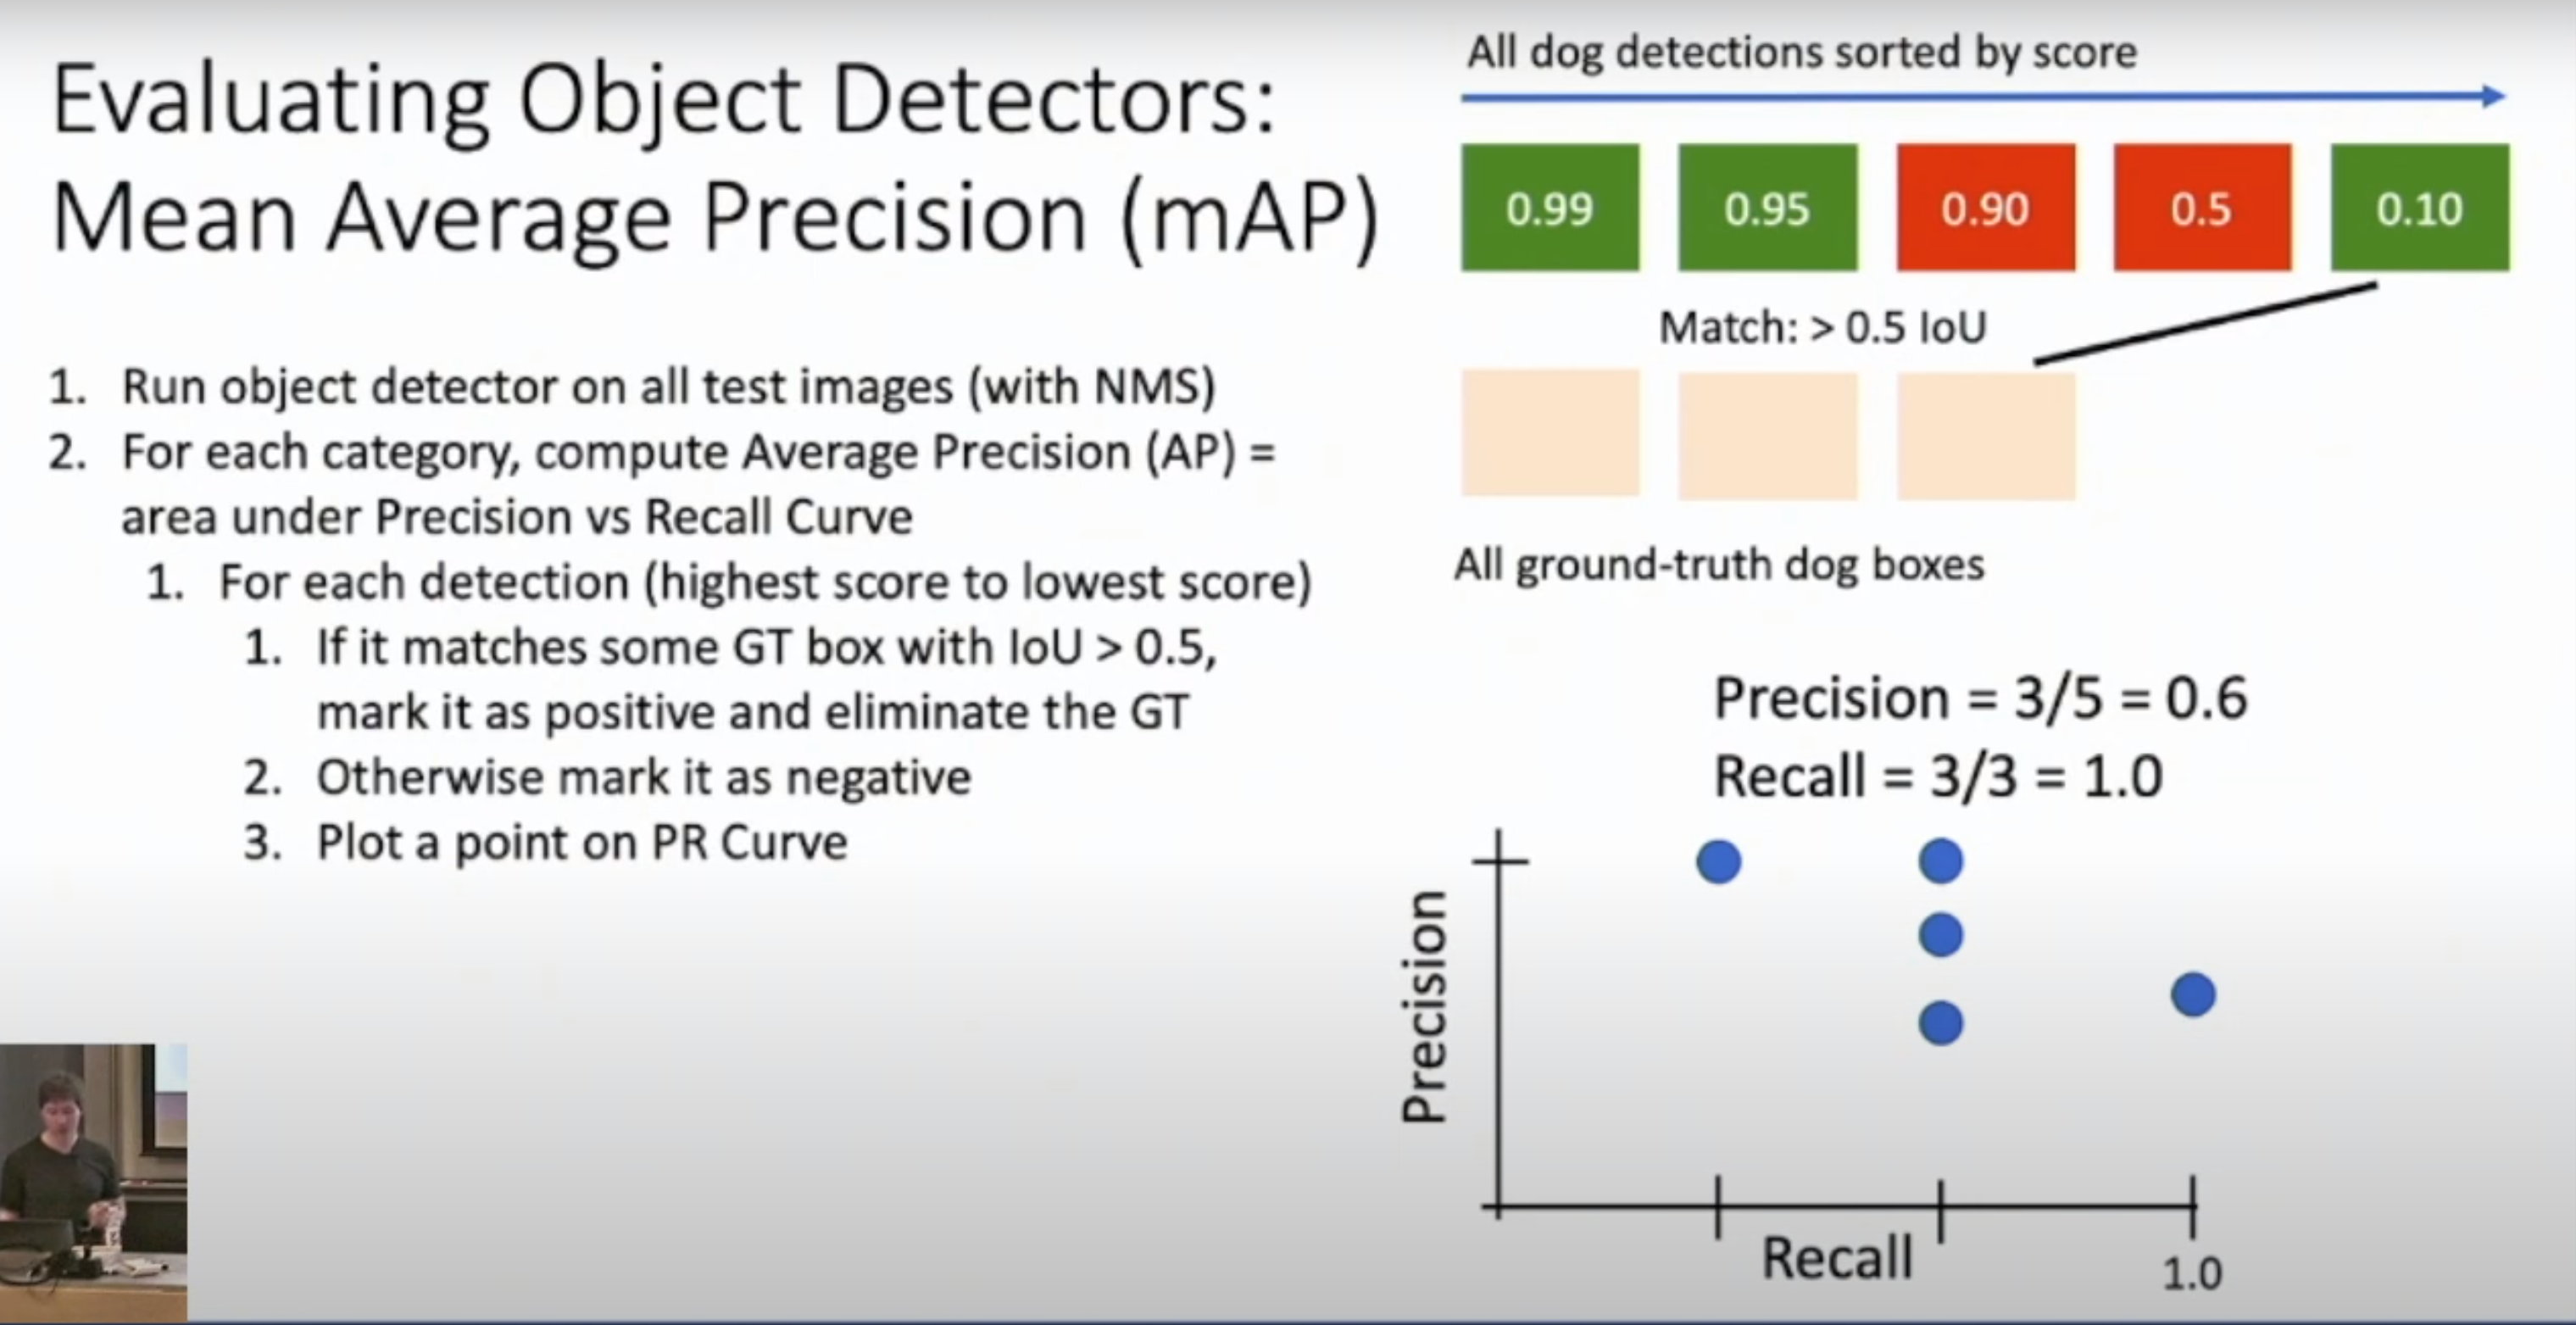 Evaluating Object Detectors:
Mean Average Precision (mAP)
1. Run object detector on all test images (with NMS)
2. For each category, compute Average Precision (AP) =
area under Precision vs Recall Curve
1. For each detection (highest score to lowest score)
1. If it matches some GT box with IoU > 0.5,
mark it as positive and eliminate the GT
2. Otherwise mark it as negative
3. Plot a point on PR Curve
All dog detections sorted by score
0.99 0.95 0.90 0.5 0.10
Match: > 0.5 IoU
All ground-truth dog boxes
Precision = 3/5 = 0.6
Recall = 3/3 = 1.0
Precision
Recall
1.0